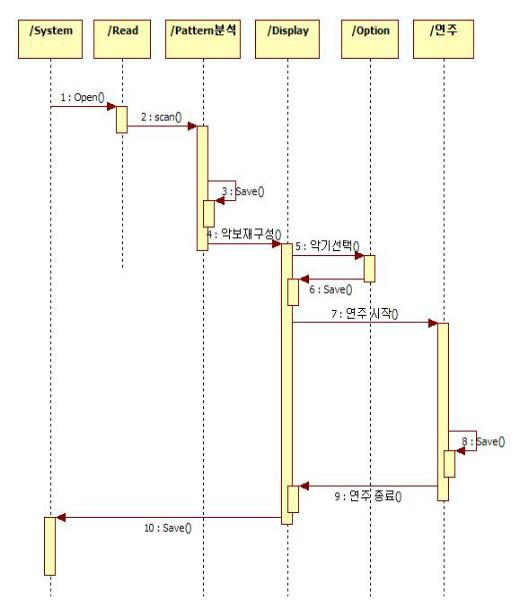 /System
/Read
/Pattern분석
/Display
/Option
/연주
1 : Open()
2 : scan()
3 : Save()
4 : 악보재구성()
5 : 악기선택()
6 : Save()
7 : 연주 시작()
8 : Save()
9 : 연주 종료()
10 : Save()